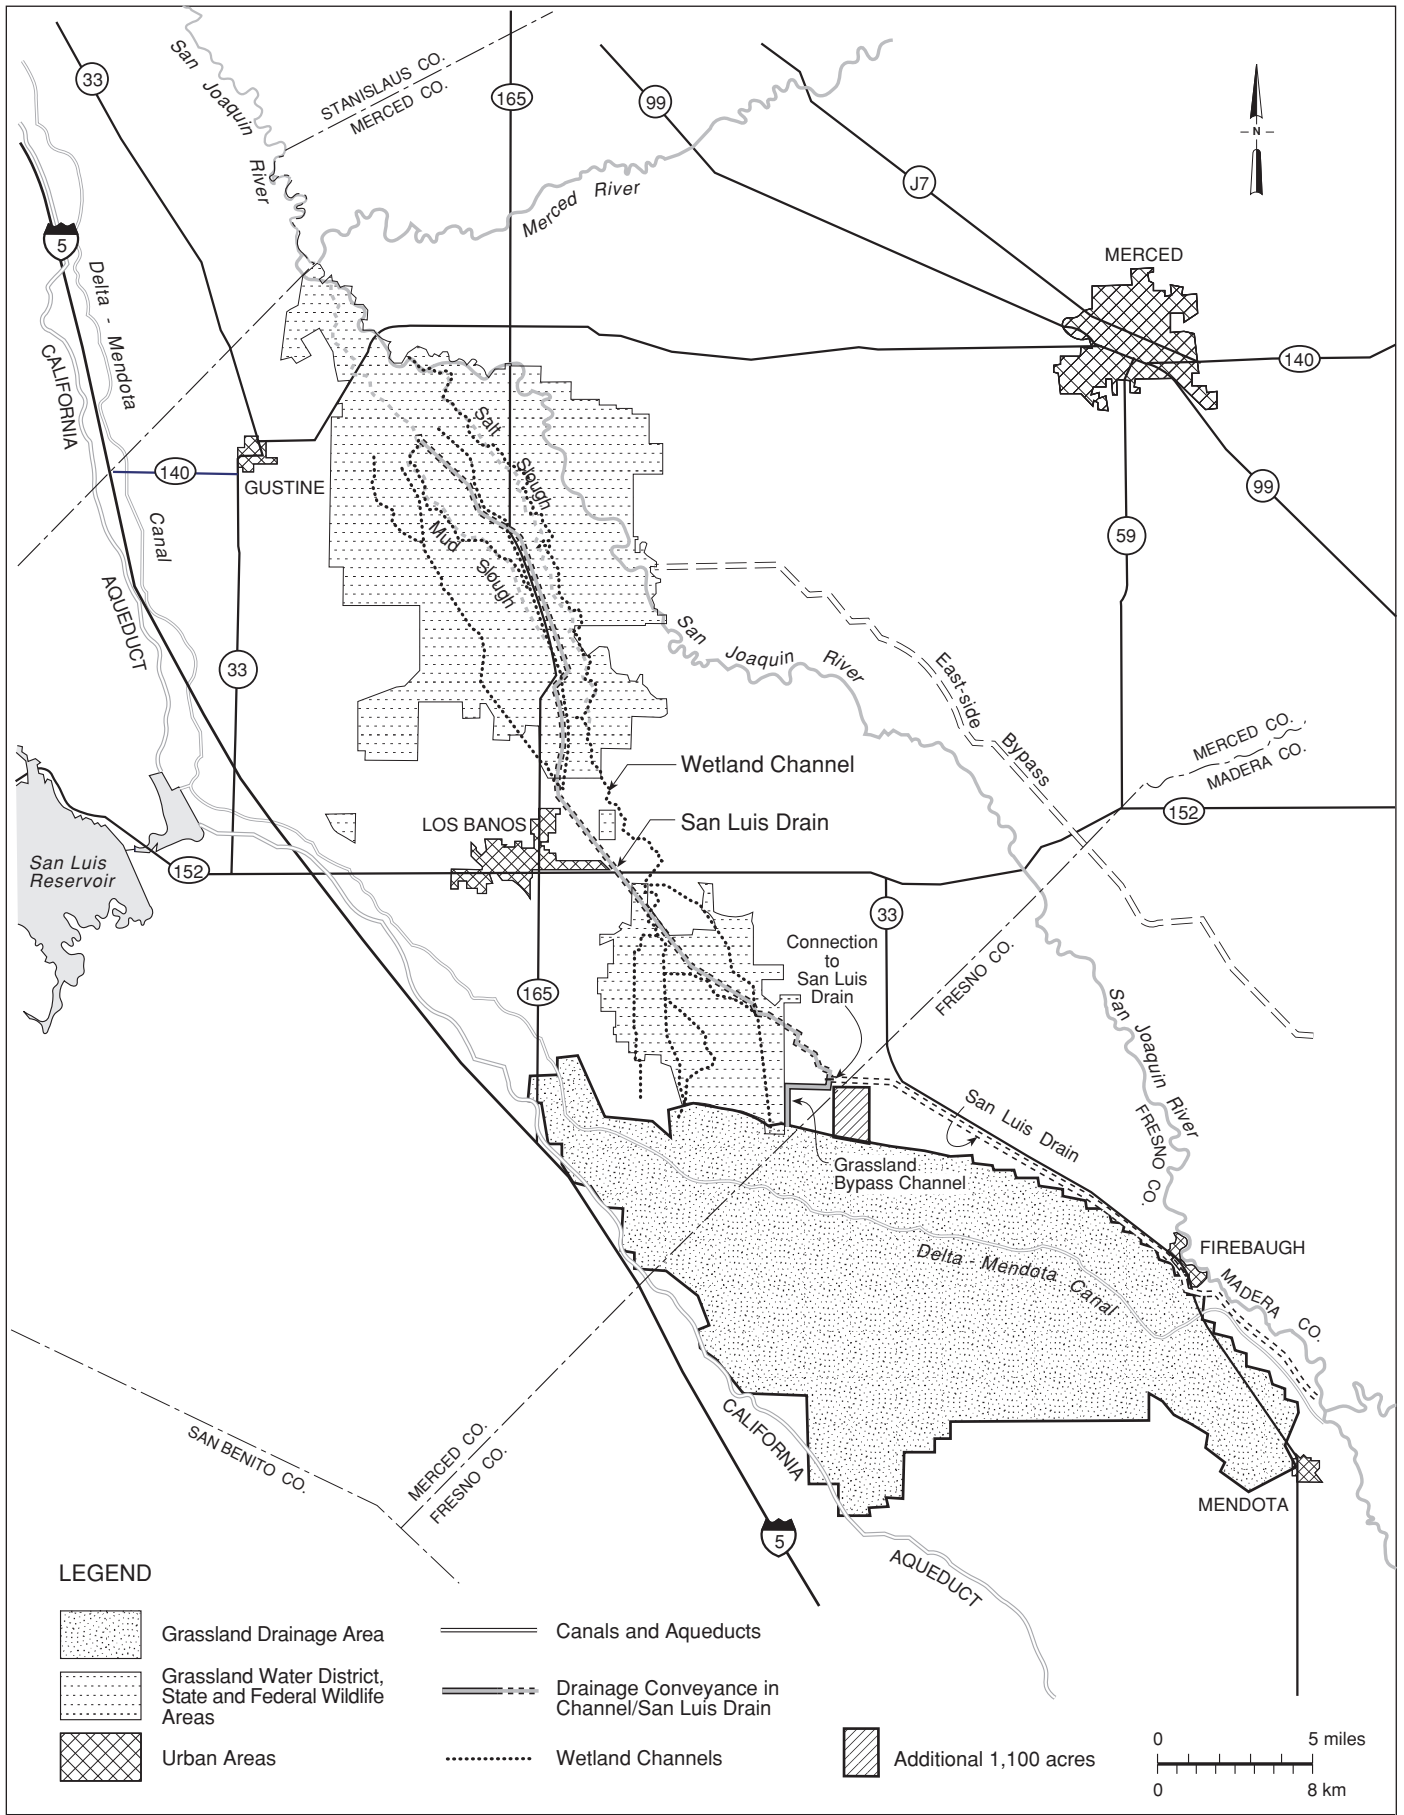 33
San Joaquin River
STANISLAUS CO.
MERCED CO.
165
99
J7
N
Merced River
5
Delta - Mendota
Canal
CALIFORNIA
AQUEDUCT
MERCED
140
140
GUSTINE
Salt
Slough
Mud
Slough
99
59
33
San Joaquin River
East-side
Bypass
MERCED CO.
MADERA CO.
Wetland Channel
LOS BANOS
San Luis Drain
152
San Luis
Reservoir
152
33
Connection
to
San Luis
Drain
FRESNO CO.
165
San Joaquin River
San Luis Drain
FRESNO CO.
Grassland
Bypass Channel
FIREBAUGH
Delta - Mendota Canal
MADERA CO.
CALIFORNIA
SAN BENITO CO.
MERCED CO.
FRESNO CO.
MENDOTA
5
AQUEDUCT
LEGEND
Grassland Drainage Area
Grassland Water District,
State and Federal Wildlife
Areas
Urban Areas
Canals and Aqueducts
Drainage Conveyance in
Channel/San Luis Drain
Wetland Channels
Additional 1,100 acres
0 5 miles
0 8 km